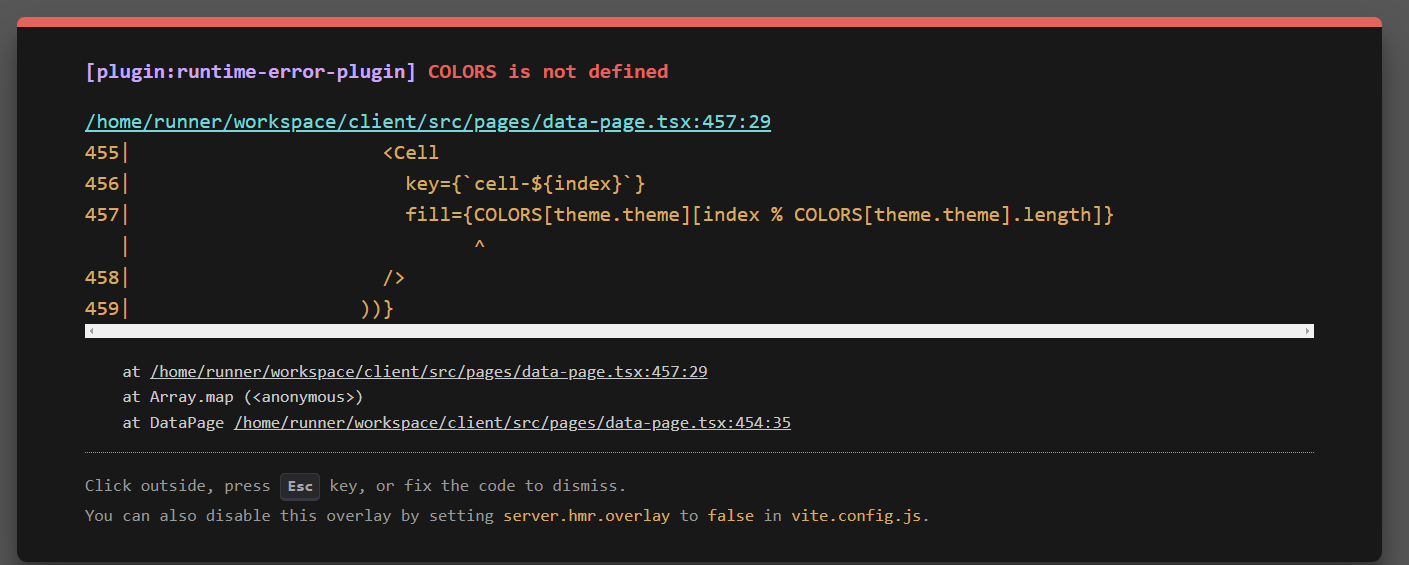 [plugin:runtime-error-plugin] COLORS is not defined
/home/runner/workspace/client/src/pages/data-page.tsx:457:29
455|                      <Cell
456|                        key={`cell-${index}`}
457|                        fill={COLORS[theme.theme][index % COLORS[theme.theme].length]}
   |                              ^
458|                      />
459|                    ))}
at /home/runner/workspace/client/src/pages/data-page.tsx:457:29
at Array.map (<anonymous>)
at DataPage /home/runner/workspace/client/src/pages/data-page.tsx:454:35
Click outside, press Esc key, or fix the code to dismiss.
You can also disable this overlay by setting server.hmr.overlay to false in vite.config.js.